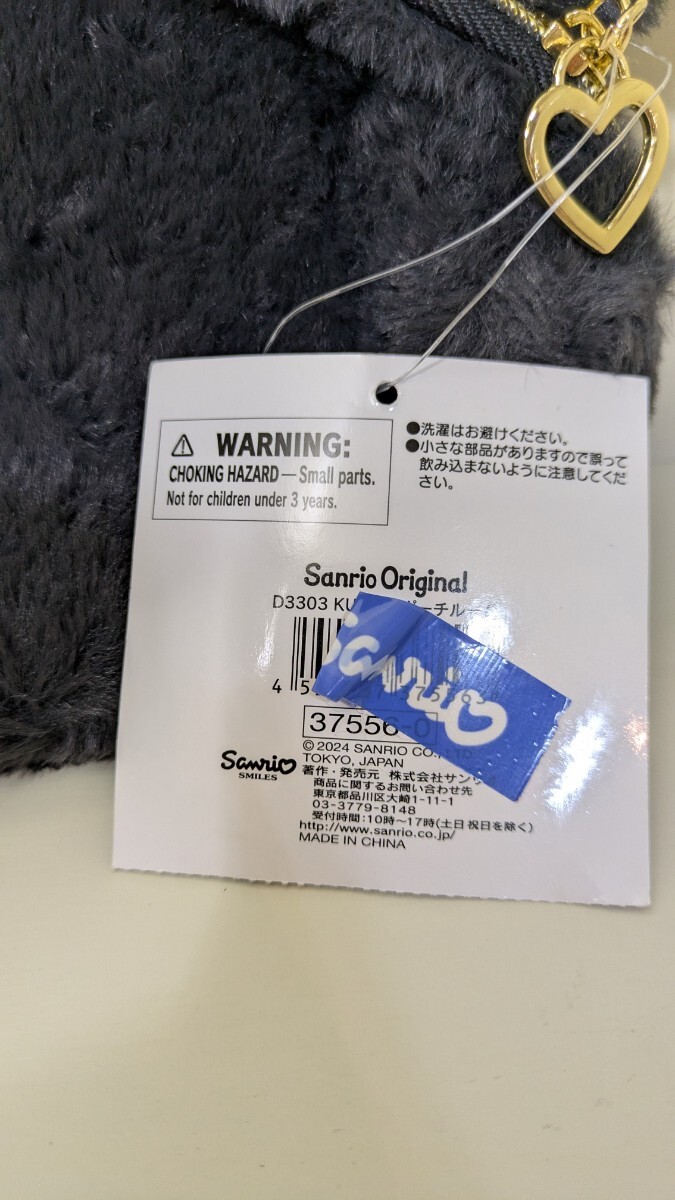 WARNING:
CHOKING HAZARD—Small parts.
Not for children under 3 years.
●洗濯はお避けください。
●小さな部品がありますので誤って
飲み込まないように注意してくだ
さい。
Sanrio Original
D3303 KU ーチルー
Sanrio
4
37556-0
© 2024 SANRIO CO., LTD.
TOKYO, JAPAN
Sanrio
SMILES
著作・発売元 株式会社サンリオ
商品に関するお問い合わせ先
東京都品川区大崎1-11-1
03-3779-8148
受付時間:10時〜17時(土日祝日を除く)
http://www.sanrio.co.jp/
MADE IN CHINA